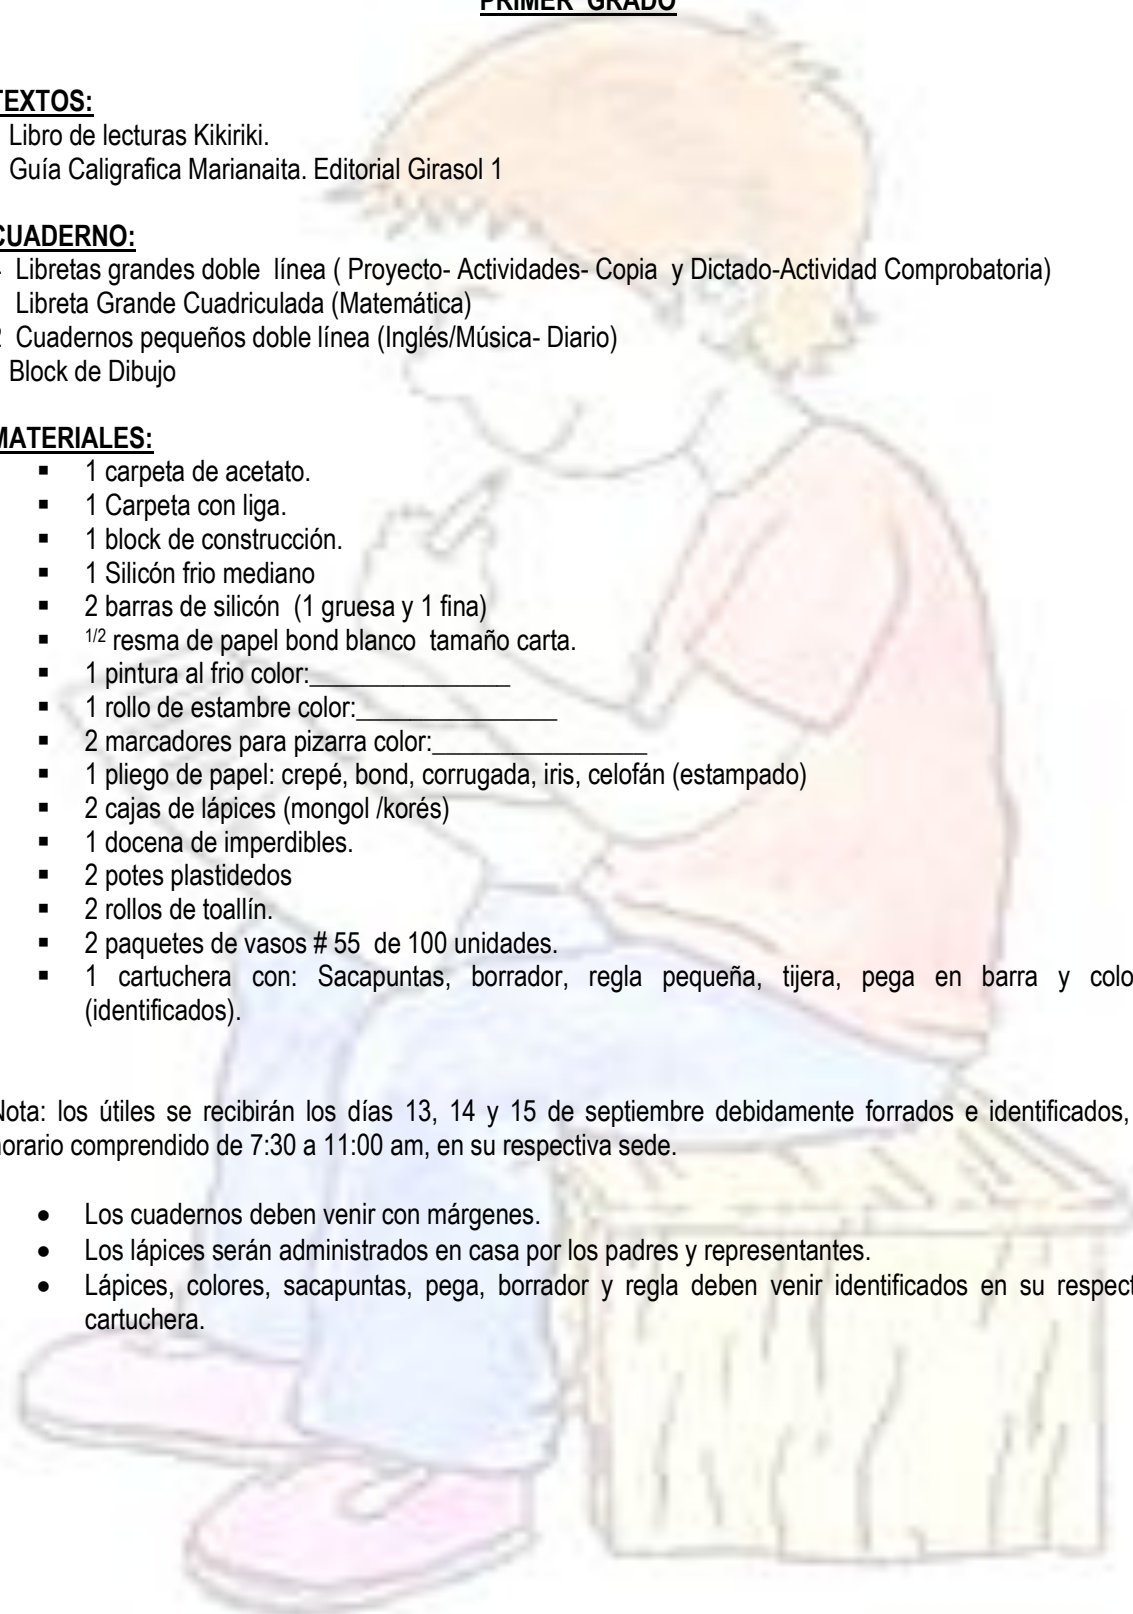 PRIMER GRADO
TEXTOS:
Libro de lecturas Kikiriki.
Guía Caligrafica Marianaita. Editorial Girasol 1
CUADERNO:
Libretas grandes doble línea ( Proyecto- Actividades- Copia y Dictado-Actividad Comprobatoria)
Libreta Grande Cuadriculada (Matemática)
2 Cuadernos pequeños doble línea (Inglés/Música- Diario)
Block de Dibujo
MATERIALES:
▪ 1 carpeta de acetato.
▪ 1 Carpeta con liga.
▪ 1 block de construcción.
▪ 1 Silicón frio mediano
▪ 2 barras de silicón (1 gruesa y 1 fina)
▪ 1/2 resma de papel bond blanco tamaño carta.
▪ 1 pintura al frio color:_______________
▪ 1 rollo de estambre color:_______________
▪ 2 marcadores para pizarra color:________________
▪ 1 pliego de papel: crepé, bond, corrugada, iris, celofán (estampado)
▪ 2 cajas de lápices (mongol /korés)
▪ 1 docena de imperdibles.
▪ 2 potes plastidedos
▪ 2 rollos de toallín.
▪ 2 paquetes de vasos # 55 de 100 unidades.
▪ 1 cartuchera con: Sacapuntas, borrador, regla pequeña, tijera, pega en barra y colo
(identificados).
Nota: los útiles se recibirán los días 13, 14 y 15 de septiembre debidamente forrados e identificados,
horario comprendido de 7:30 a 11:00 am, en su respectiva sede.
• Los cuadernos deben venir con márgenes.
• Los lápices serán administrados en casa por los padres y representantes.
• Lápices, colores, sacapuntas, pega, borrador y regla deben venir identificados en su respect
cartuchera.